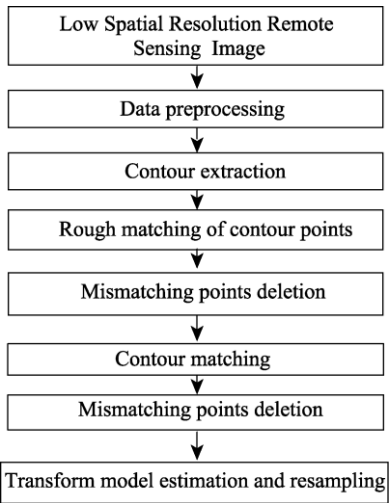 Low Spatial Resolution Remote
Sensing Image
Data preprocessing
Contour extraction
Rough matching of contour points
Mismatching points deletion
Contour matching
Mismatching points deletion
Transform model estimation and resampling